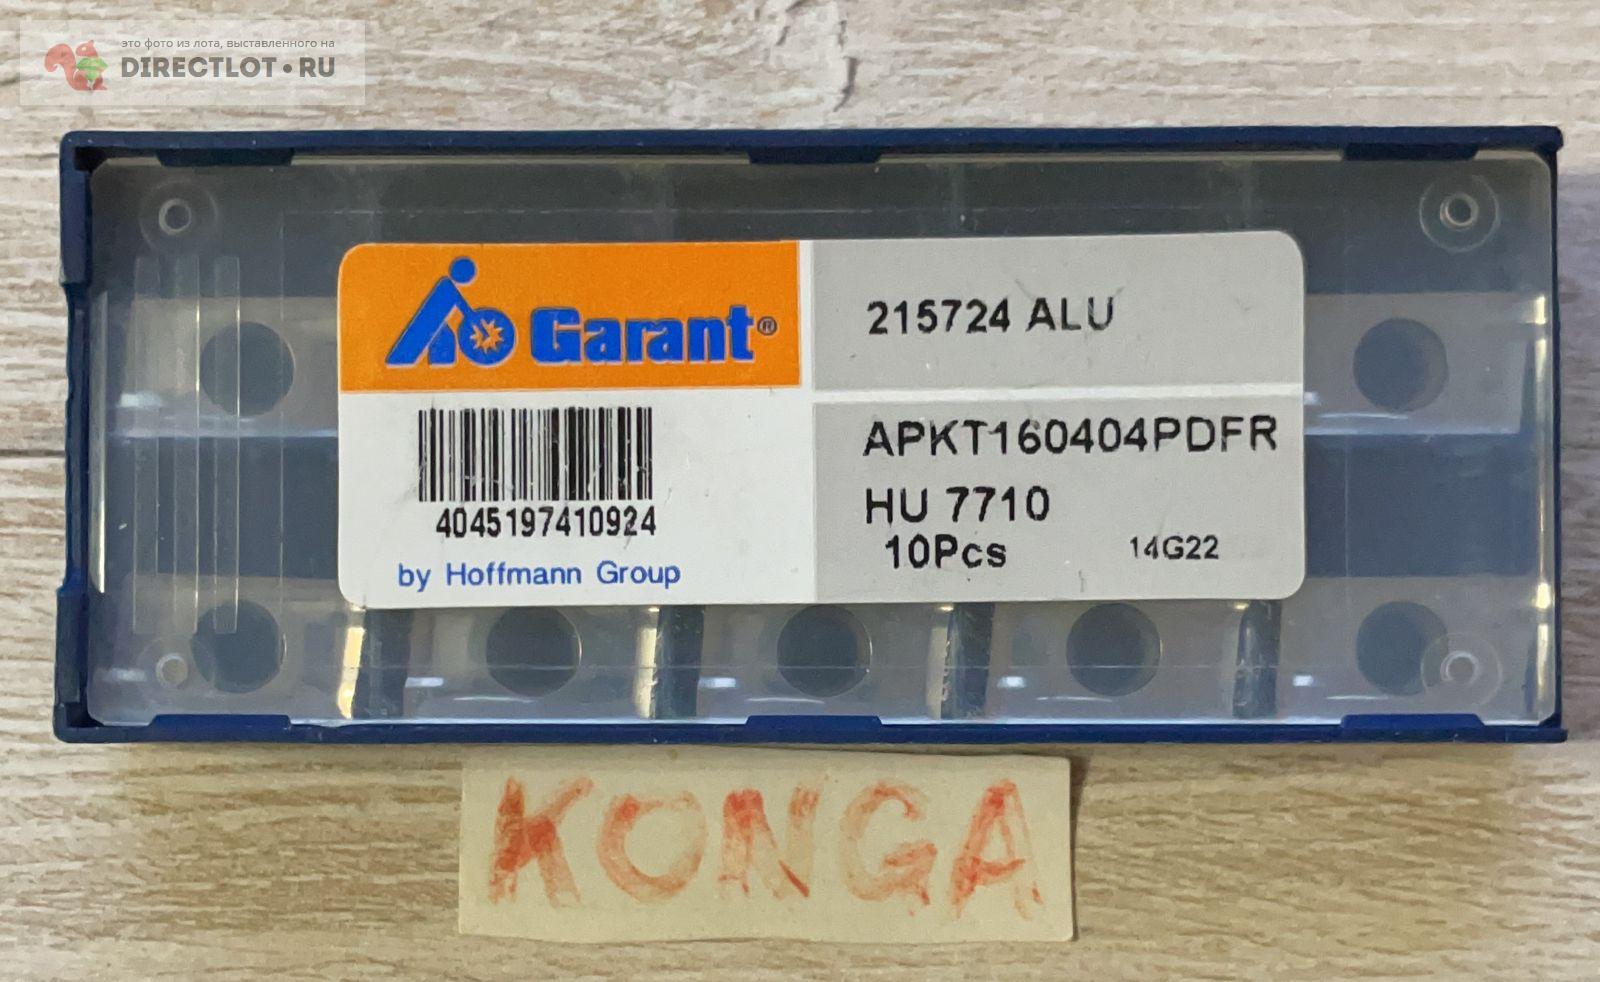 это фото из лота, выставленного на
DIRECTLOT•RU
Garant®
215724 ALU
APKT160404PDFR
HU 7710
10Pcs 14G22
4045197410924
by Hoffmann Group
KONGA